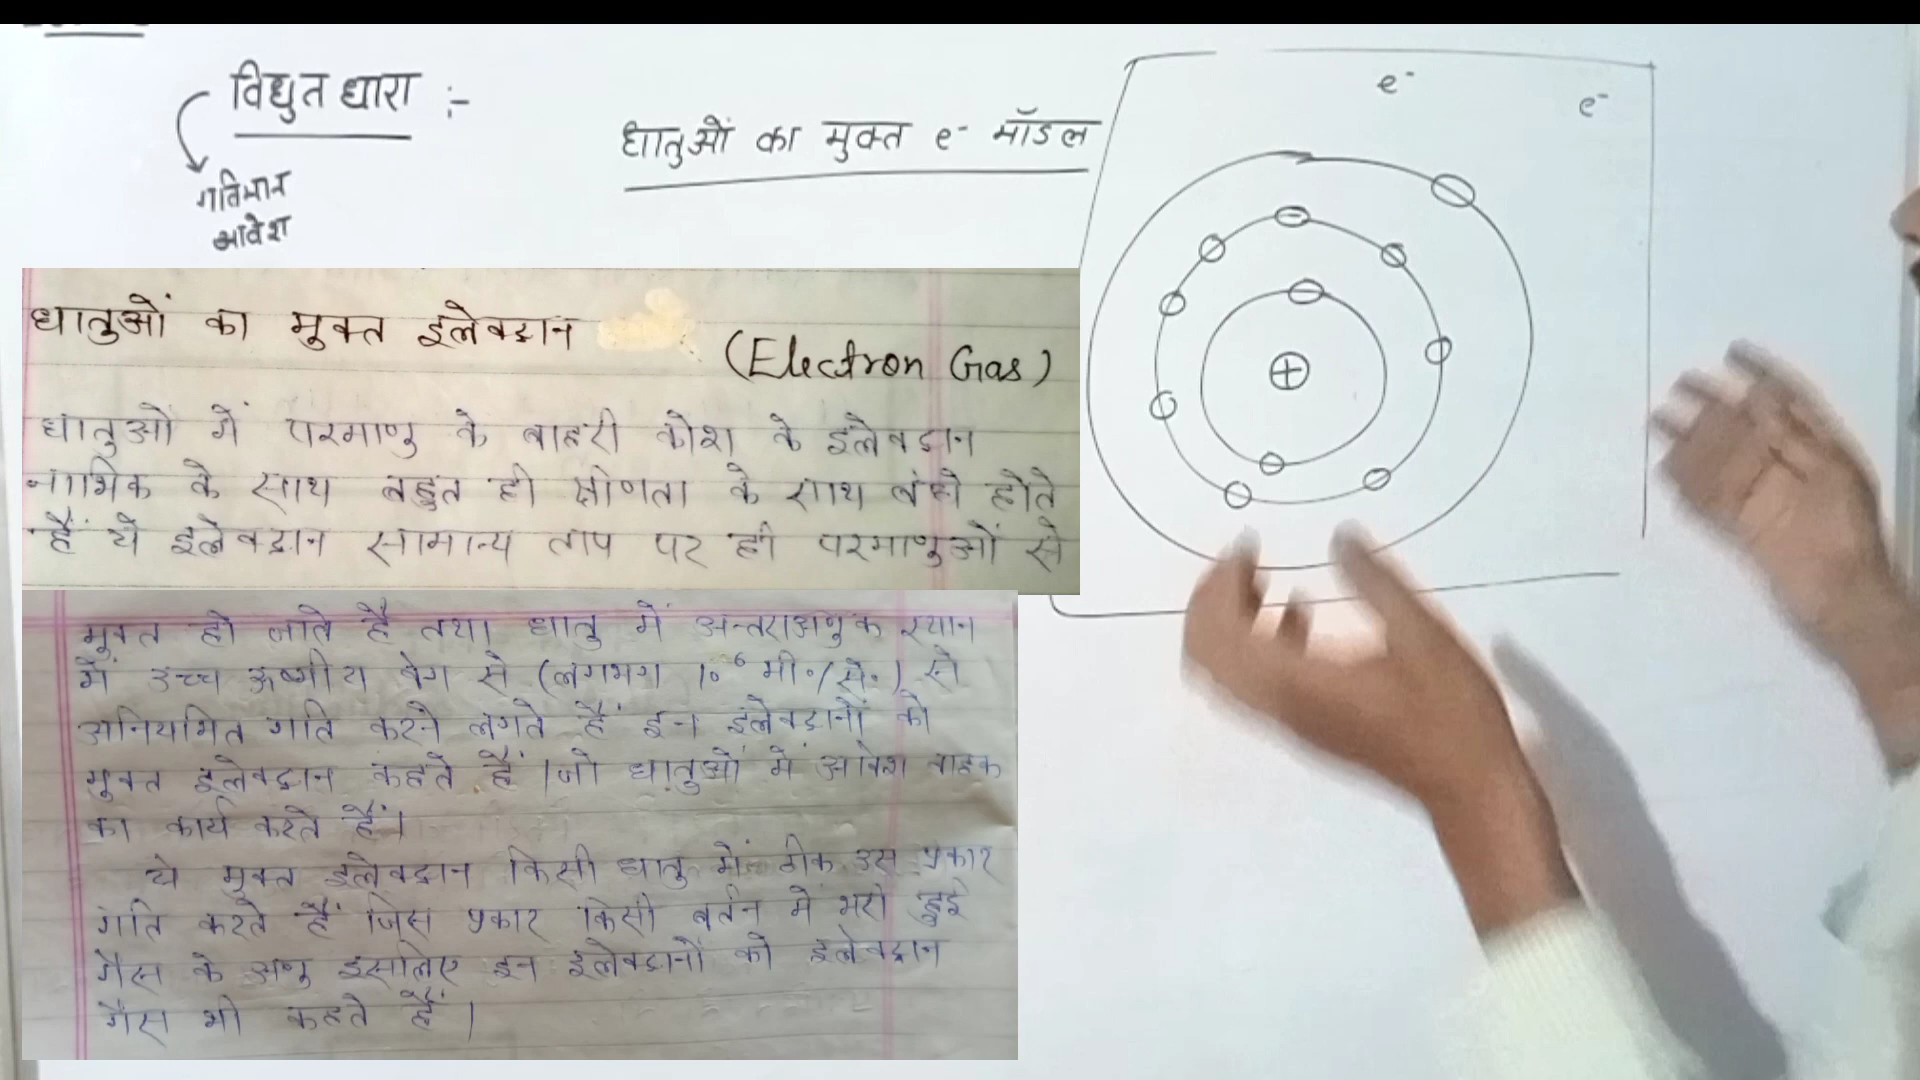 विद्युत धारा :-
गतिमान
आवेश
धातुओं का मुक्त e- मॉडल
e-
e-
धातुओं का मुक्त इलेक्ट्रान
(Electron Gas)
धातुओं में परमाणु के बाहरी कोश के इलेक्ट्रान
नाभिक के साथ बहुत ही क्षीणता के साथ बंधे होते
हैं ये इलेक्ट्रान सामान्य ताप पर ही परमाणुओं से
मुक्त हो जाते हैं तथा धातु में अन्तराअणुक स्थान
में उच्च ऊष्मीय वेग से (लगभग 10⁶ मी०/से०) से
अनियमित गति करने लगते हैं इन इलेक्ट्रानों को
मुक्त इलेक्ट्रान कहते हैं । जो धातुओं में आवेश वाहक
का कार्य करते हैं।
ये मुक्त इलेक्ट्रान किसी धातु में ठीक उस प्रकार
गति करते हैं जिस प्रकार किसी बर्तन में भरी हुई
गैस के अणु इसलिए इन इलेक्ट्रानों को इलेक्ट्रान
गैस भी कहते हैं ।